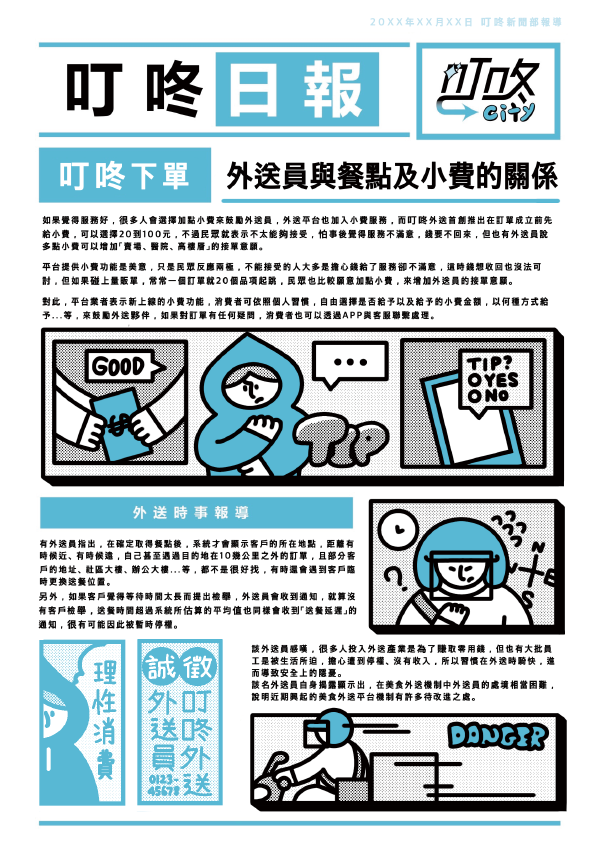 20XX年XX月XX日 叮咚新聞部報導
叮咚日報
叮咚
City
叮咚下單
外送員與餐點及小費的關係
如果覺得服務好，很多人會選擇加點小費來鼓勵外送員，外送平台也加入小費服務，而叮咚外送首創推出在訂單成立前先
給小費，可以選擇20到100元，不過民眾就表示不太能夠接受，怕事後覺得服務不滿意，錢要不回來，但也有外送員說
多點小費可以增加「賣場、醫院、高樓層」的接單意願。
平台提供小費功能是美意，只是民眾反應兩極，不能接受的人大多是擔心錢給了服務卻不滿意，這時錢想收回也沒法可
討，但如果碰上量販單，常常一個訂單就20個品項起跳，民眾也比較願意加點小費，來增加外送員的接單意願。
對此，平台業者表示新上線的小費功能，消費者可依照個人習慣，自由選擇是否給予以及給予的小費金額，以何種方式給
予...等，來鼓勵外送夥伴，如果對訂單有任何疑問，消費者也可以透過APP與客服聯繫處理。
GOOD
$
...
TIP
TIP?
O YES
O NO
外送時事報導
有外送員指出，在確定取得餐點後，系統才會顯示客戶的所在地點，距離有
時候近、有時候遠，自己甚至遇過目的地在10幾公里之外的訂單，且部分客
戶的地址、社區大樓、辦公大樓...等，都不是很好找，有時還會遇到客戶臨
時更換送餐位置。
另外，如果客戶覺得等待時間太長而提出檢舉，外送員會收到通知，就算沒
有客戶檢舉，送餐時間超過系統所估算的平均值也同樣會收到「送餐延遲」的
通知，很有可能因此被暫時停權。
?
???
???
N
W E
S
理性消費
誠徵
叮咚外送
外送員
0123-
45678
該外送員感嘆，很多人投入外送產業是為了賺取零用錢，但也有大批員
工是被生活所迫，擔心遭到停權、沒有收入，所以習慣在外送時騎快，進
而導致安全上的隱憂。
該名外送員自身揭露顯示出，在美食外送機制中外送員的處境相當困難，
說明近期興起的美食外送平台機制有許多待改進之處。
DANGER